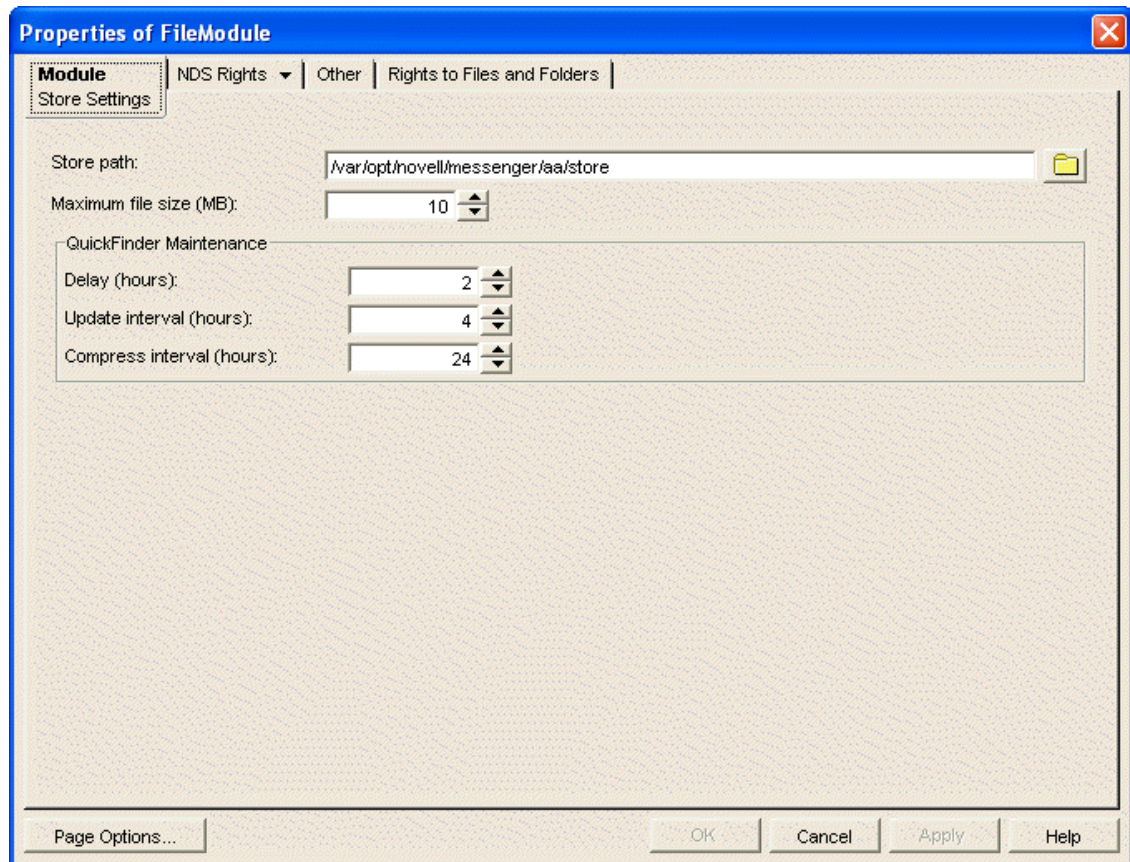 Properties of FileModule
Module NDS Rights Other Rights to Files and Folders
Store Settings
Store path: /var/opt/novell/messenger/aa/store
Maximum file size (MB): 10
QuickFinder Maintenance
Delay (hours): 2
Update interval (hours): 4
Compress interval (hours): 24
Page Options... OK Cancel Apply Help